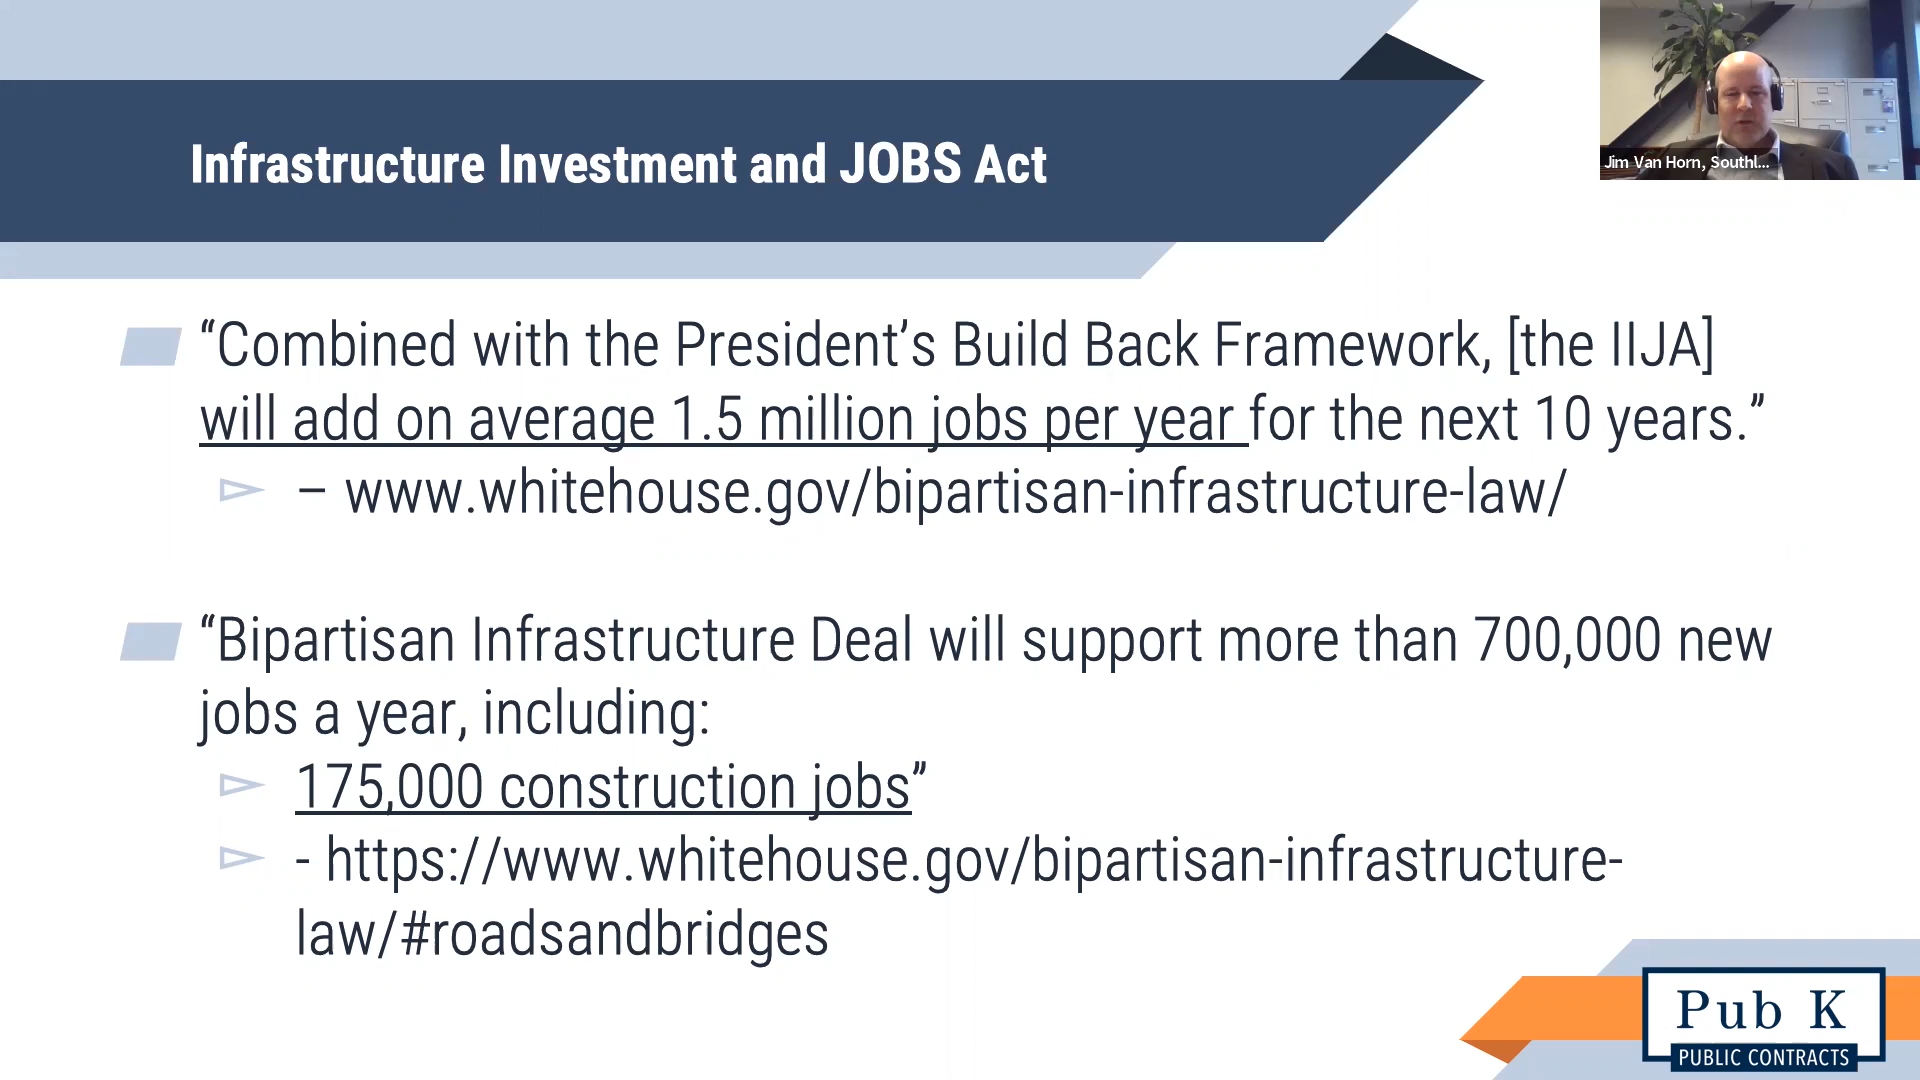 Infrastructure Investment and JOBS Act
Jim Van Horn, Southl...
“Combined with the President’s Build Back Framework, [the IIJA]
will add on average 1.5 million jobs per year for the next 10 years.”
– www.whitehouse.gov/bipartisan-infrastructure-law/
“Bipartisan Infrastructure Deal will support more than 700,000 new
jobs a year, including:
175,000 construction jobs”
- https://www.whitehouse.gov/bipartisan-infrastructure-
law/#roadsandbridges
Pub K
PUBLIC CONTRACTS